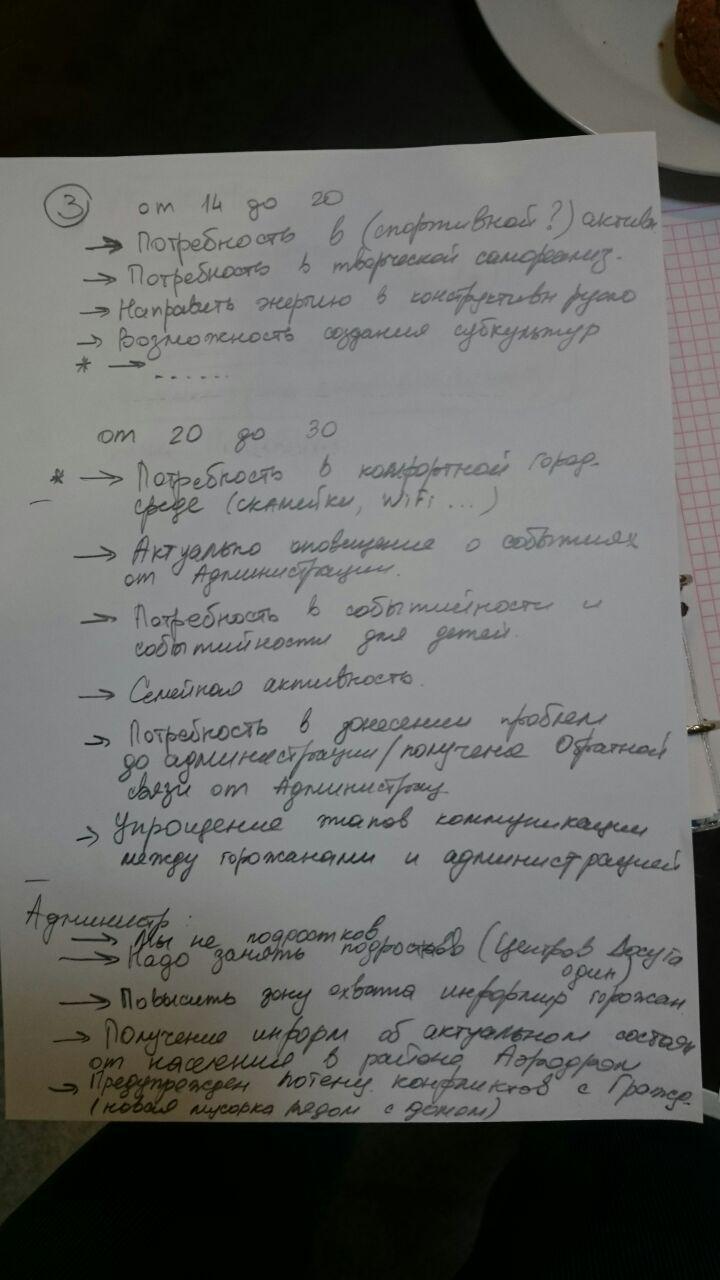 3 от 14 до 20
→ Потребность в (спортивной?) активн
→ Потребность в творческой самореализ.
→ Направить энергию в конструктивн русло
→ Возможность создания субкультур
* → ......
от 20 до 30
* → Потребность в комфортной город.
среде (скамейки, WiFi ...)
→ Актуально оповещение о событиях
от Администрации.
→ Потребность в событийности и
событийности для детей.
→ Семейная активность.
→ Потребность в донесении проблем
до администрации/получение Обратной
связи от Администрац.
→ Упрощение этапов коммуникации
между горожанами и администрацией
Администр:
→ Мы не подростков
→ Надо занять подростков (Центров Досуга
один)
→ Повысить зону охвата информир горожан
→ Получение информ об актуальном состоян
от населения в районе Аэродром
→ Предупрежден потенц. конфликтов с Гражд.
(новая мусорка рядом с домом)